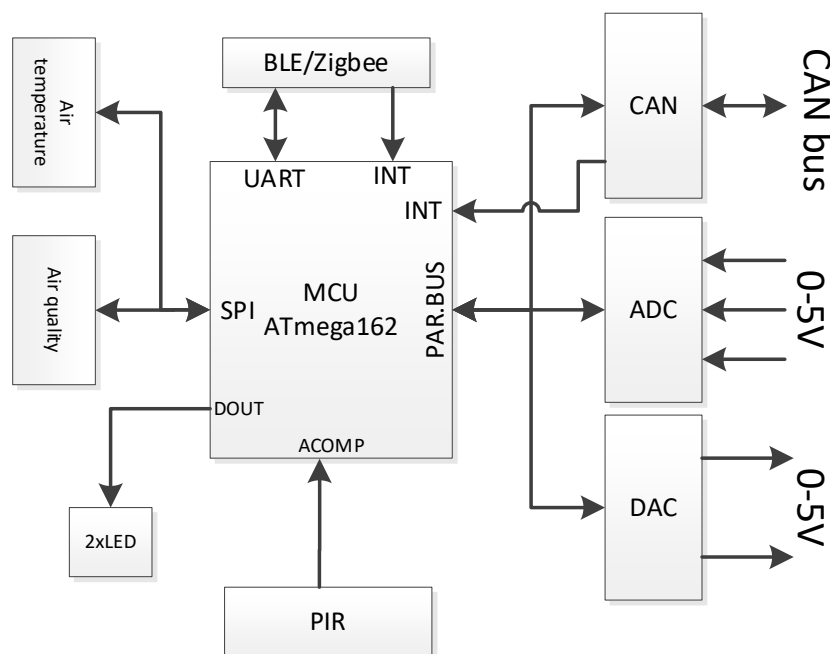 BLE/Zigbee
Air
temperature
CAN
CAN bus
UART
INT
INT
Air quality
SPI
MCU
ATmega162
PAR.BUS
ADC
0-5V
DOUT
ACOMP
2xLED
DAC
0-5V
PIR